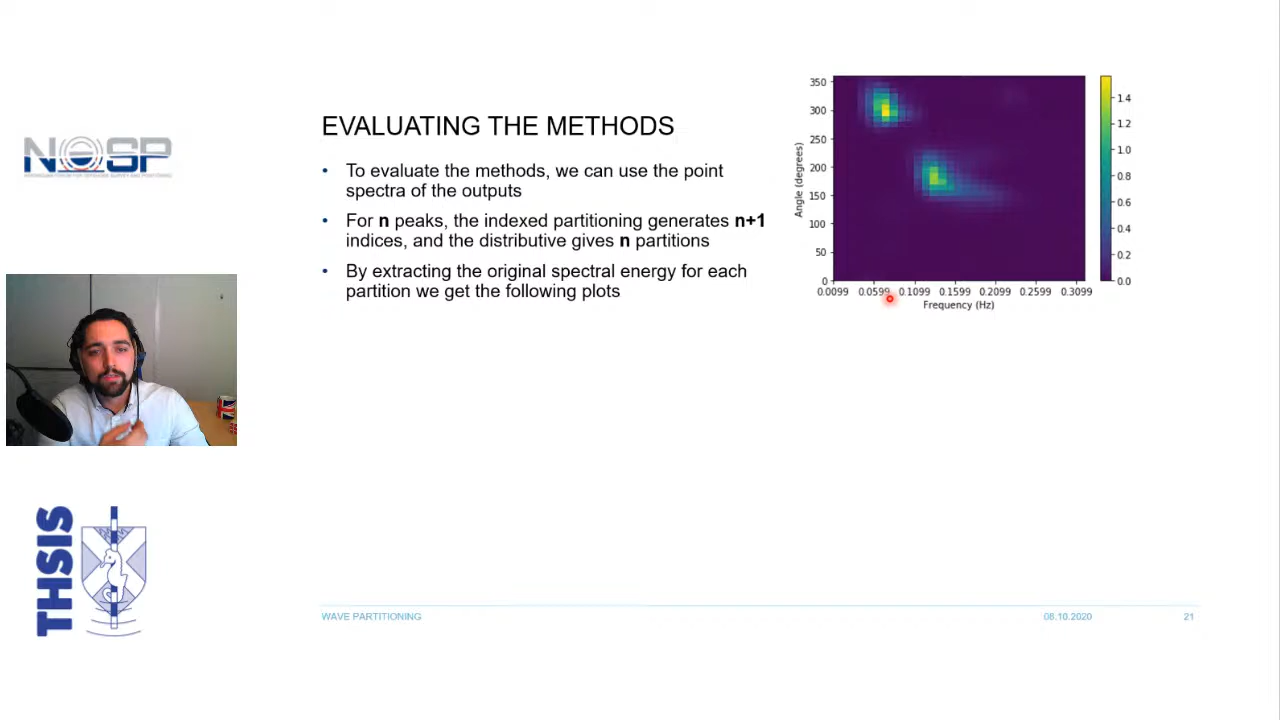 NOSP
THSIS
EVALUATING THE METHODS
• To evaluate the methods, we can use the point
spectra of the outputs
• For n peaks, the indexed partitioning generates n+1
indices, and the distributive gives n partitions
• By extracting the original spectral energy for each
partition we get the following plots
350
300
250
200
150
100
50
0
Angle (degrees)
0.0099 0.0599 0.1099 0.1599 0.2099 0.2599 0.3099
Frequency (Hz)
1.4
1.2
1.0
0.8
0.6
0.4
0.2
0.0
WAVE PARTITIONING
08.10.2020
21